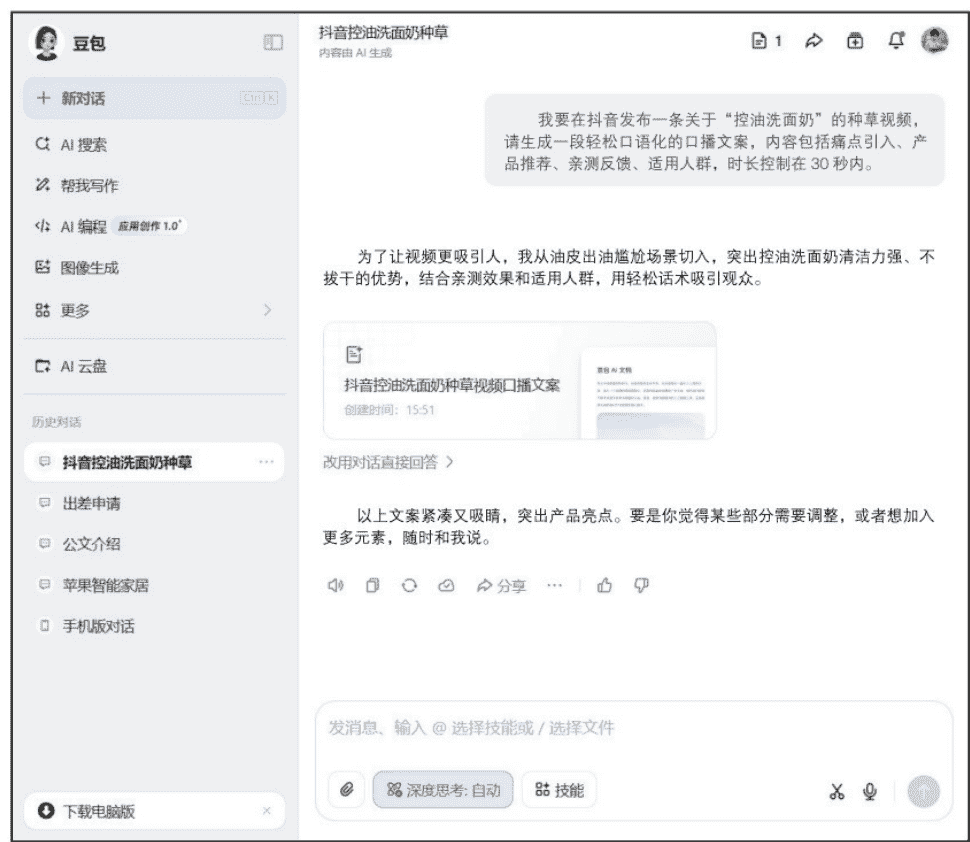 豆包
新对话
Ctrl K
AI 搜索
帮我写作
AI 编程 应用创作 1.0
图像生成
更多
AI 云盘
历史对话
抖音控油洗面奶种草
出差申请
公文介绍
苹果智能家居
手机版对话
下载电脑版
抖音控油洗面奶种草
内容由 AI 生成
1
我要在抖音发布一条关于“控油洗面奶”的种草视频，
请生成一段轻松口语化的口播文案，内容包括痛点引入、产
品推荐、亲测反馈、适用人群，时长控制在 30 秒内。
为了让视频更吸引人，我从油皮出油尴尬场景切入，突出控油洗面奶清洁力强、不
拔干的优势，结合亲测效果和适用人群，用轻松话术吸引观众。
抖音控油洗面奶种草视频口播文案
创建时间：15:51
豆包 AI 文档
改用对话直接回答
以上文案紧凑又吸睛，突出产品亮点。要是你觉得某些部分需要调整，或者想加入
更多元素，随时和我说。
分享
发消息、输入 @ 选择技能或 / 选择文件
深度思考: 自动
技能